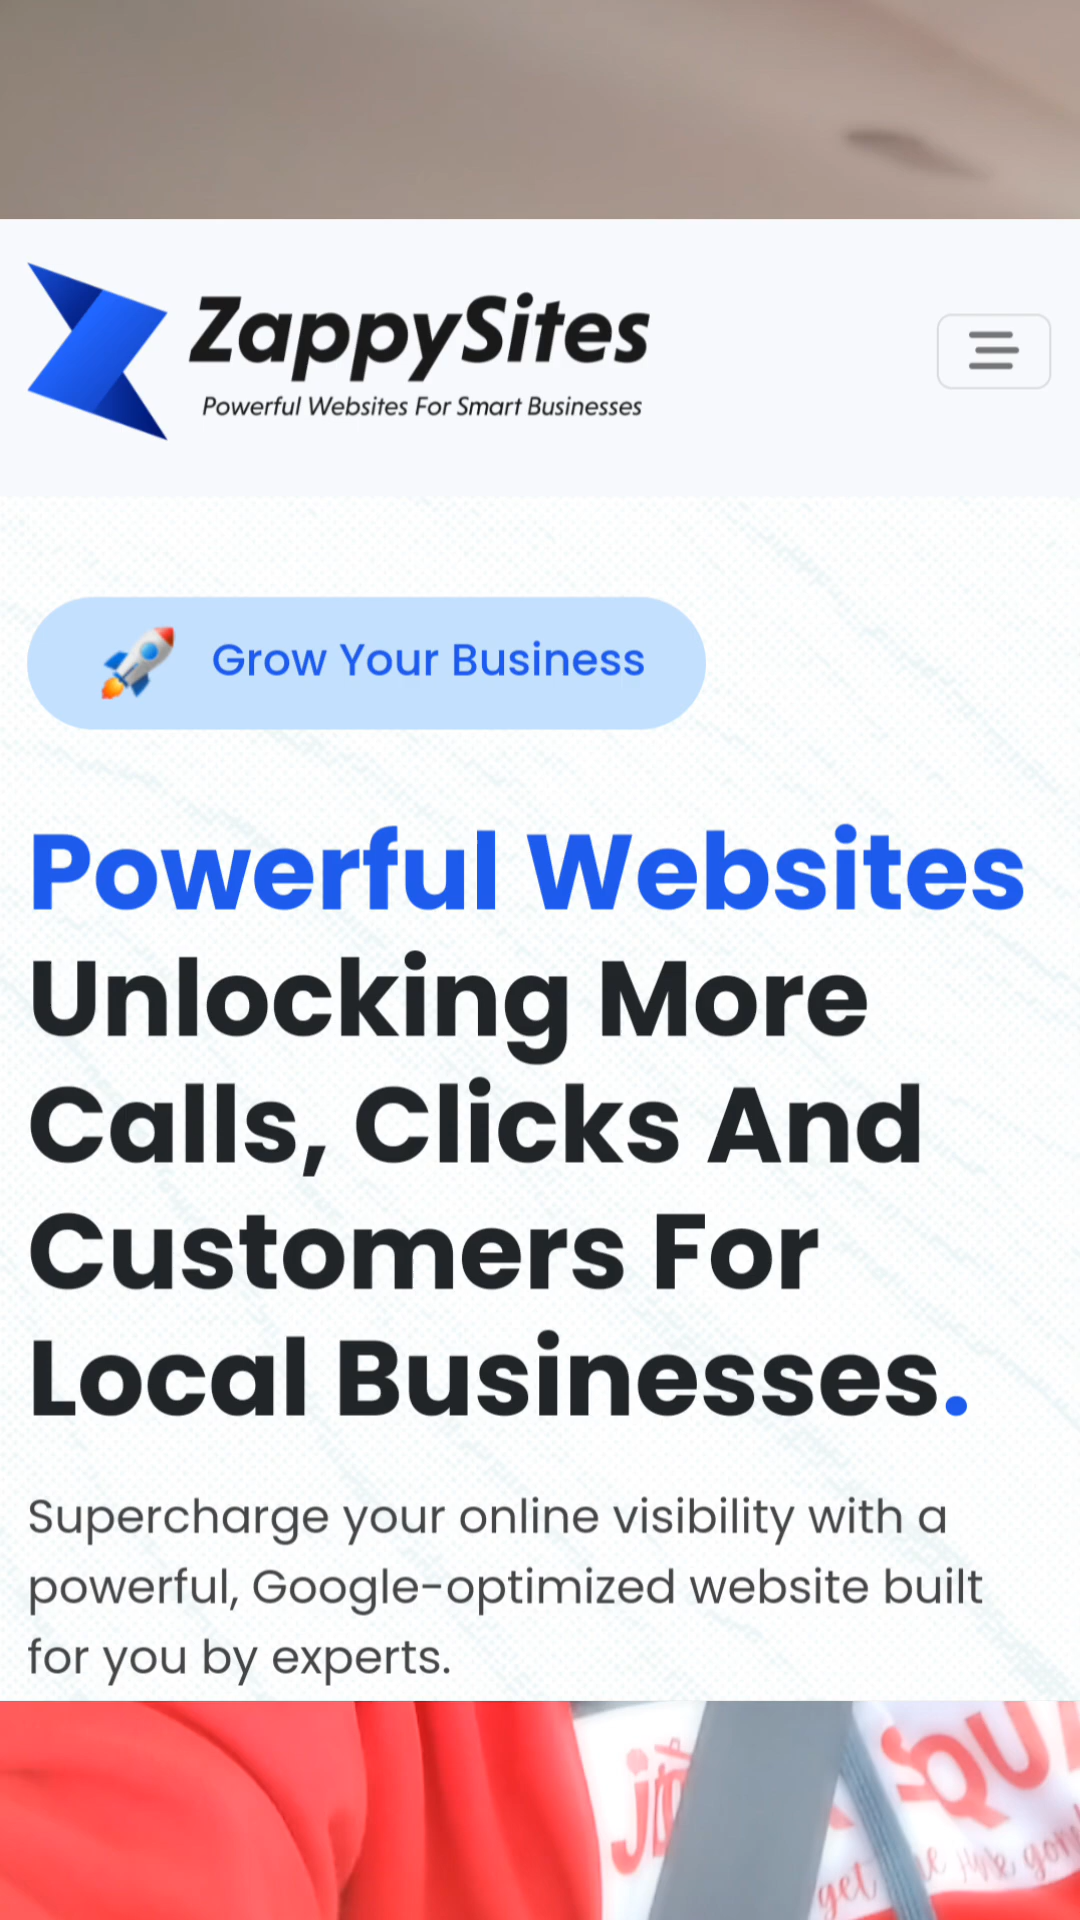 ZappySites
Powerful Websites For Smart Businesses
Grow Your Business
Powerful Websites
Unlocking More
Calls, Clicks And
Customers For
Local Businesses.
Supercharge your online visibility with a
powerful, Google-optimized website built
for you by experts.
get